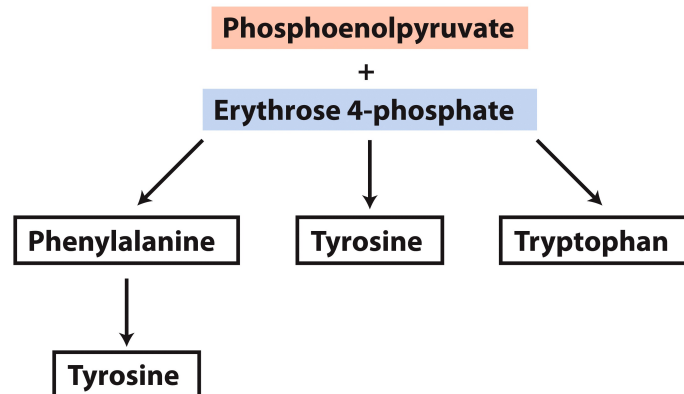 Phosphoenolpyruvate
+
Erythrose 4-phosphate
Phenylalanine
Tyrosine
Tryptophan
Tyrosine